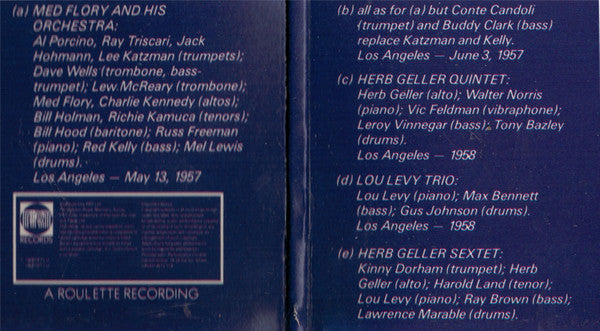 (a) MED FLORY AND HIS
ORCHESTRA:
Al Porcino, Ray Triscari, Jack
Hohmann, Lee Katzman (trumpets);
Dave Wells (trombone, bass-
trumpet); Lew McReary (trombone);
Med Flory, Charlie Kennedy (altos);
Bill Holman, Richie Kamuca (tenors);
Bill Hood (baritone); Russ Freeman
(piano); Red Kelly (bass); Mel Lewis
(drums).
Los Angeles — May 13, 1957
RECORDS
A ROULETTE RECORDING
(b) all as for (a) but Conte Candoli
(trumpet) and Buddy Clark (bass)
replace Katzman and Kelly.
Los Angeles — June 3, 1957
(c) HERB GELLER QUINTET:
Herb Geller (alto); Walter Norris
(piano); Vic Feldman (vibraphone);
Leroy Vinnegar (bass); Tony Bazley
(drums).
Los Angeles — 1958
(d) LOU LEVY TRIO:
Lou Levy (piano); Max Bennett
(bass); Gus Johnson (drums).
Los Angeles — 1958
(e) HERB GELLER SEXTET:
Kinny Dorham (trumpet); Herb
Geller (alto); Harold Land (tenor);
Lou Levy (piano); Ray Brown (bass);
Lawrence Marable (drums).